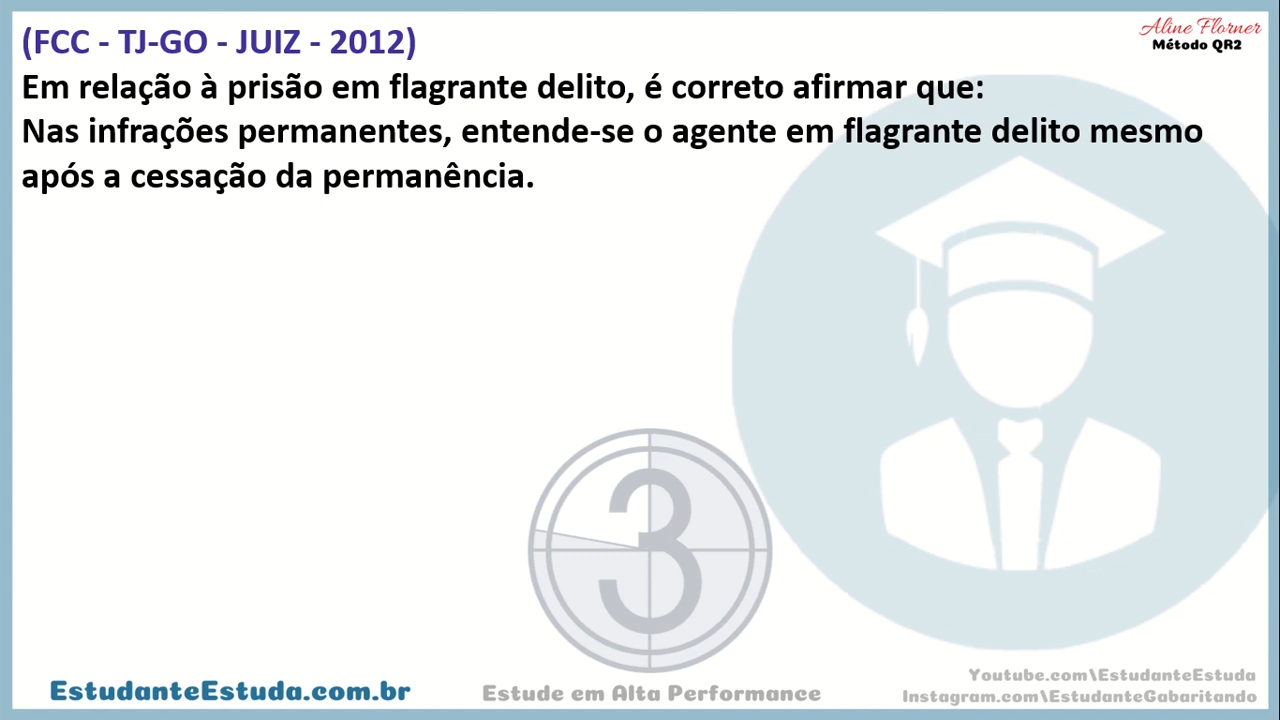 (FCC - TJ-GO - JUIZ - 2012)
Aline Florner
Método QR2
Em relação à prisão em flagrante delito, é correto afirmar que:
Nas infrações permanentes, entende-se o agente em flagrante delito mesmo
após a cessação da permanência.
3
EstudanteEstuda.com.br
Estude em Alta Performance
Youtube.com\EstudanteEstuda
Instagram.com\EstudanteGabaritando